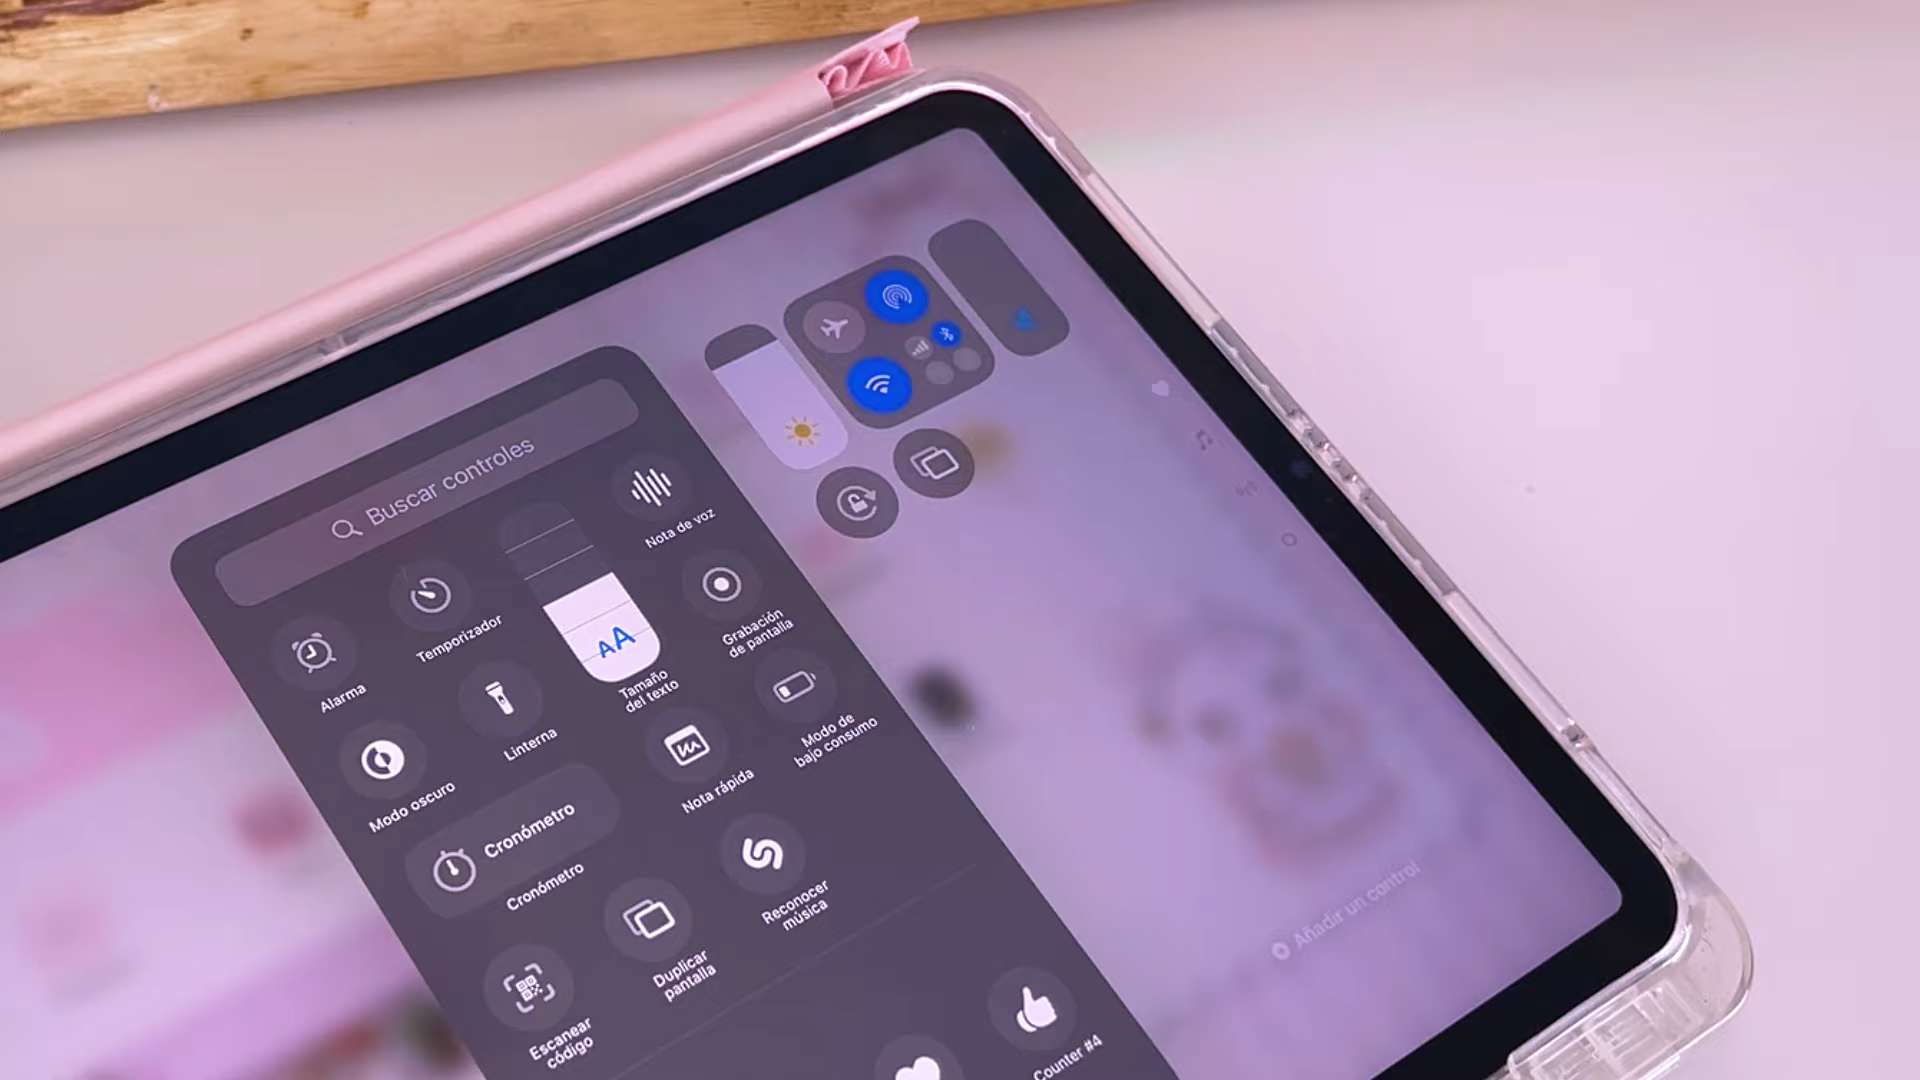 Buscar controles
Alarma
Temporizador
AA
Tamaño
del texto
Nota de voz
Modo oscuro
Linterna
Grabación
de pantalla
Cronómetro
Cronómetro
Nota rápida
Modo de
bajo consumo
Escanear
código
Duplicar
pantalla
Reconocer
música
Counter #4
Añadir un control